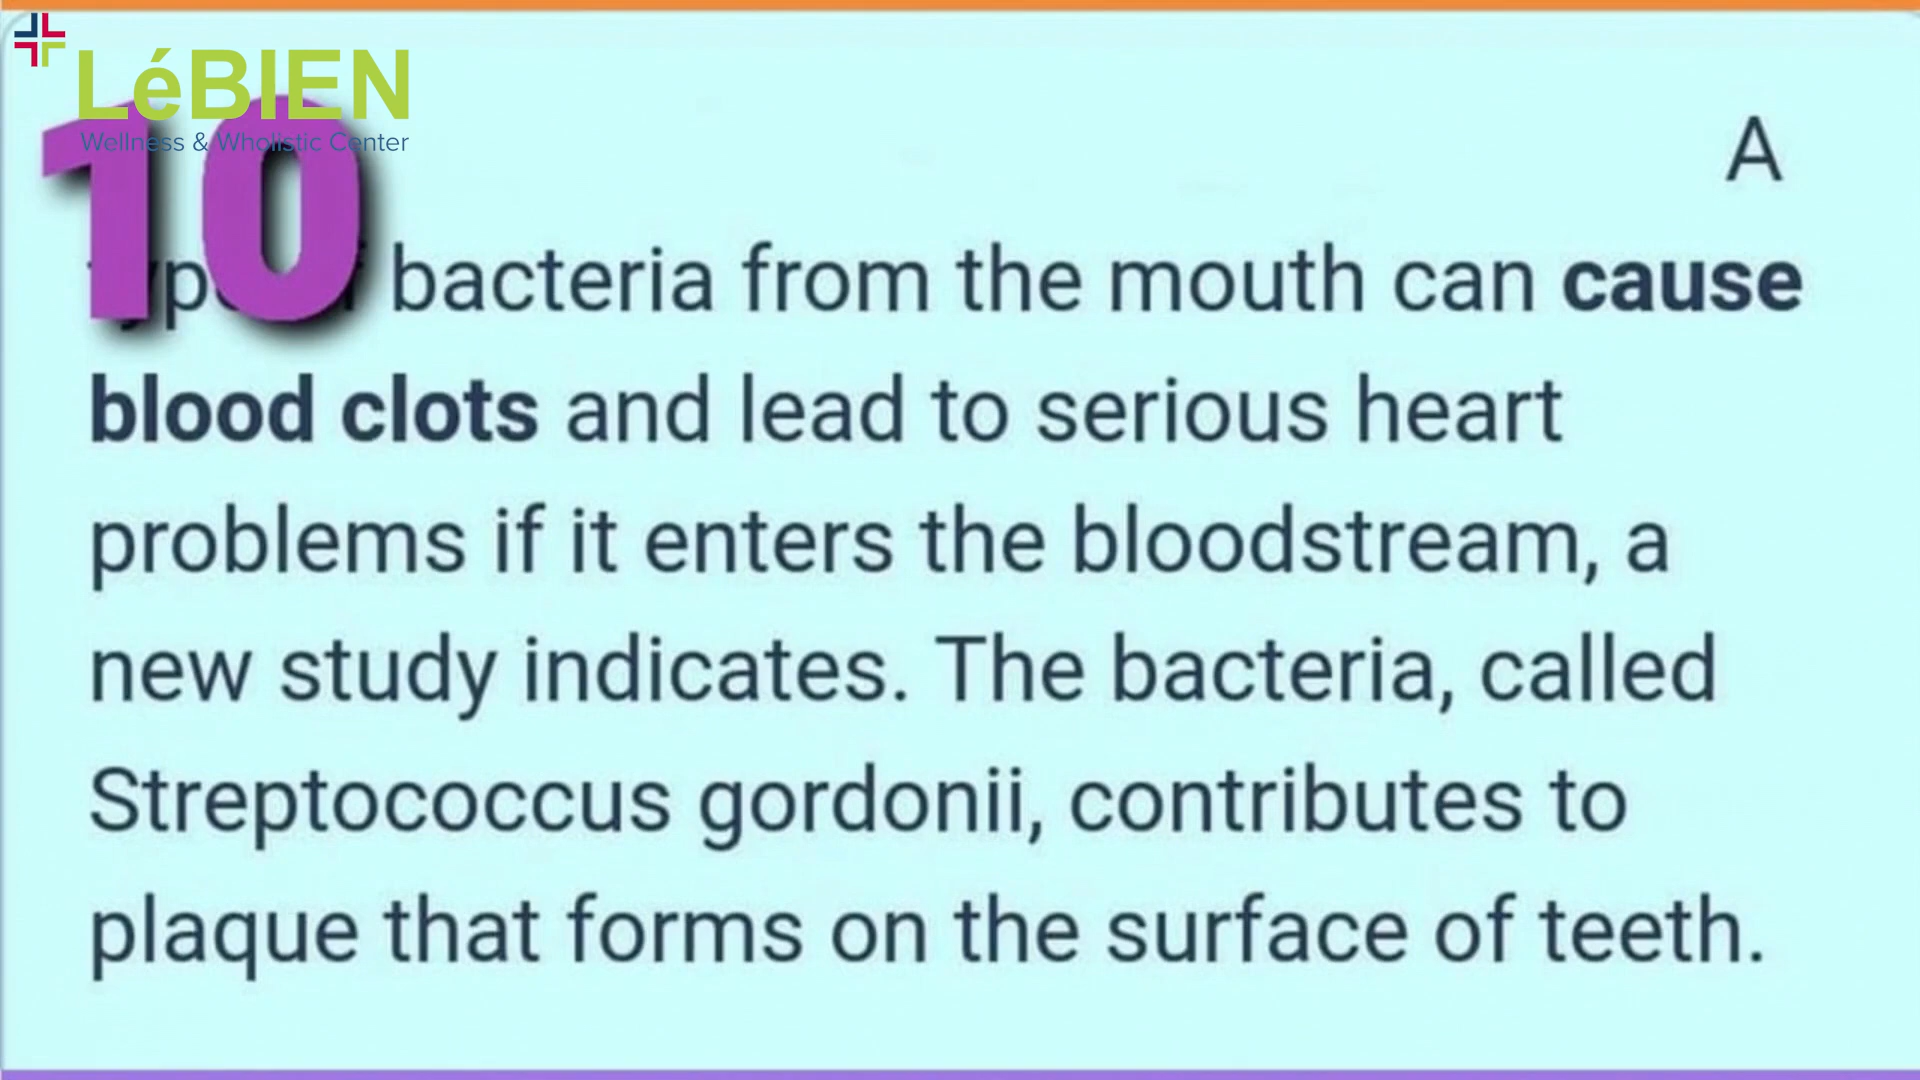 LéBIEN
Wellness & Wholistic Center
10
A
type of bacteria from the mouth can cause
blood clots and lead to serious heart
problems if it enters the bloodstream, a
new study indicates. The bacteria, called
Streptococcus gordonii, contributes to
plaque that forms on the surface of teeth.